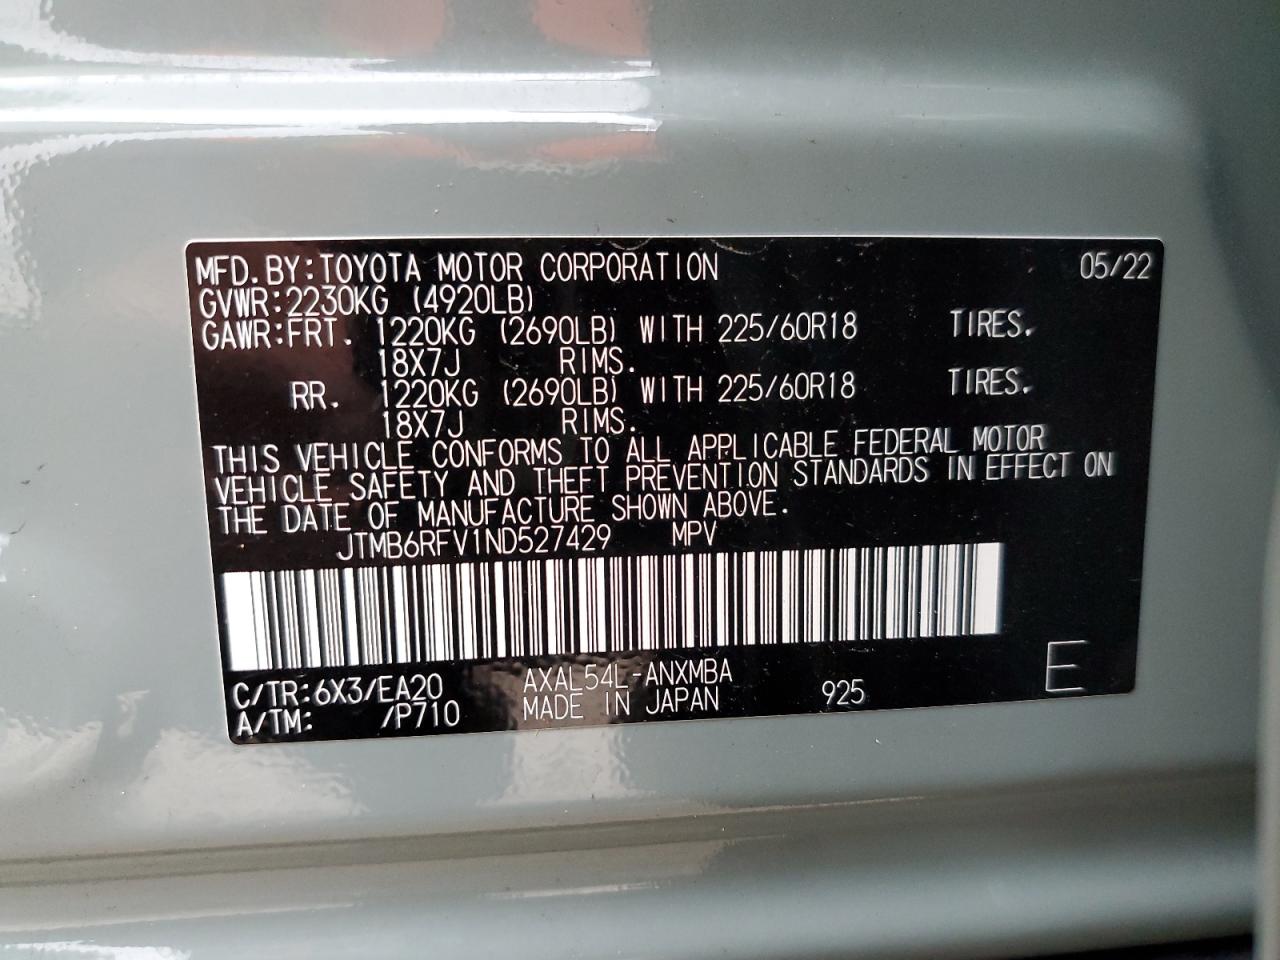 MFD.BY:TOYOTA MOTOR CORPORATION 05/22
GVWR:2230KG (4920LB)
GAWR:FRT. 1220KG (2690LB) WITH 225/60R18 TIRES.
18X7J RIMS.
RR. 1220KG (2690LB) WITH 225/60R18 TIRES.
18X7J RIMS.
THIS VEHICLE CONFORMS TO ALL APPLICABLE FEDERAL MOTOR
VEHICLE SAFETY AND THEFT PREVENTION STANDARDS IN EFFECT ON
THE DATE OF MANUFACTURE SHOWN ABOVE.
JTMB6RFV1ND527429 MPV
C/TR:6X3/EA20 AXAL54L-ANXMBA
A/TM: /P710 MADE IN JAPAN 925 E